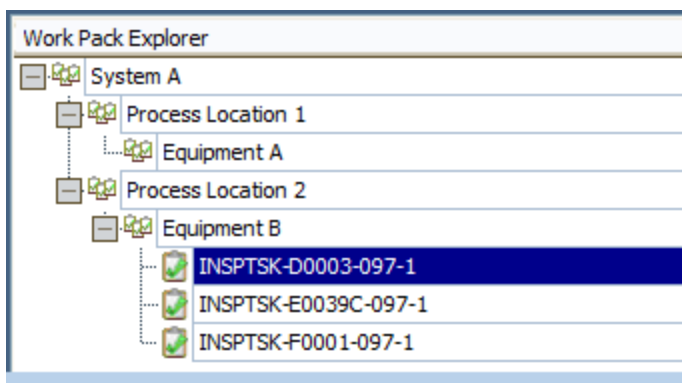 Work Pack Explorer
System A
Process Location 1
Equipment A
Process Location 2
Equipment B
INSPTSK-D0003-097-1
INSPTSK-E0039C-097-1
INSPTSK-F0001-097-1